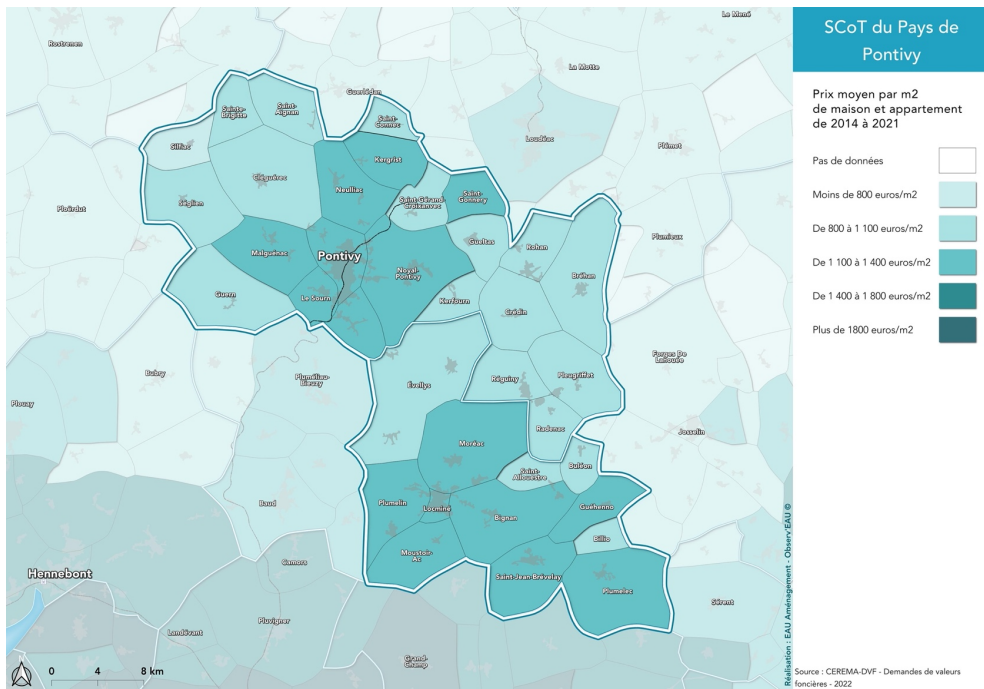 SCoT du Pays de
Pontivy
Prix moyen par m2
de maison et appartement
de 2014 à 2021
Pas de données
Moins de 800 euros/m2
De 800 à 1 100 euros/m2
De 1 100 à 1 400 euros/m2
De 1 400 à 1 800 euros/m2
Plus de 1800 euros/m2
Le Mené
Rostrenen
La Motte
Guerlédan
Sainte-
Brigitte
Saint-
Aignan
Saint-
Connec
Loudéac
Plémet
Silfiac
Kergrist
Cléguérec
Neulliac
Séglien
Saint-Gérand-
Croixanvec
Saint-
Gonnery
Ploërdut
Plumieux
Gueltas
Rohan
Malguénac
Pontivy
Noyal-
Pontivy
Bréhan
Guern
Le Sourn
Kerfourn
Crédin
Forges De
Lanouée
Bubry
Pluméliau-
Bieuzy
Évellys
Réguiny
Pleugriffet
Plouay
Radenac
Josselin
Moréac
Buléon
Saint-
Allouestre
Baud
Plumelin
Locminé
Bignan
Guéhenno
Billio
Moustoir-
Ac
Camors
Hennebont
Saint-Jean-Brévelay
Plumelec
Sérent
Pluvigner
Landévant
Grand-
Champ
N
0 4 8 km
Réalisation : EAU Aménagement - Observ'EAU ©
Source : CEREMA-DVF - Demandes de valeurs
foncières - 2022